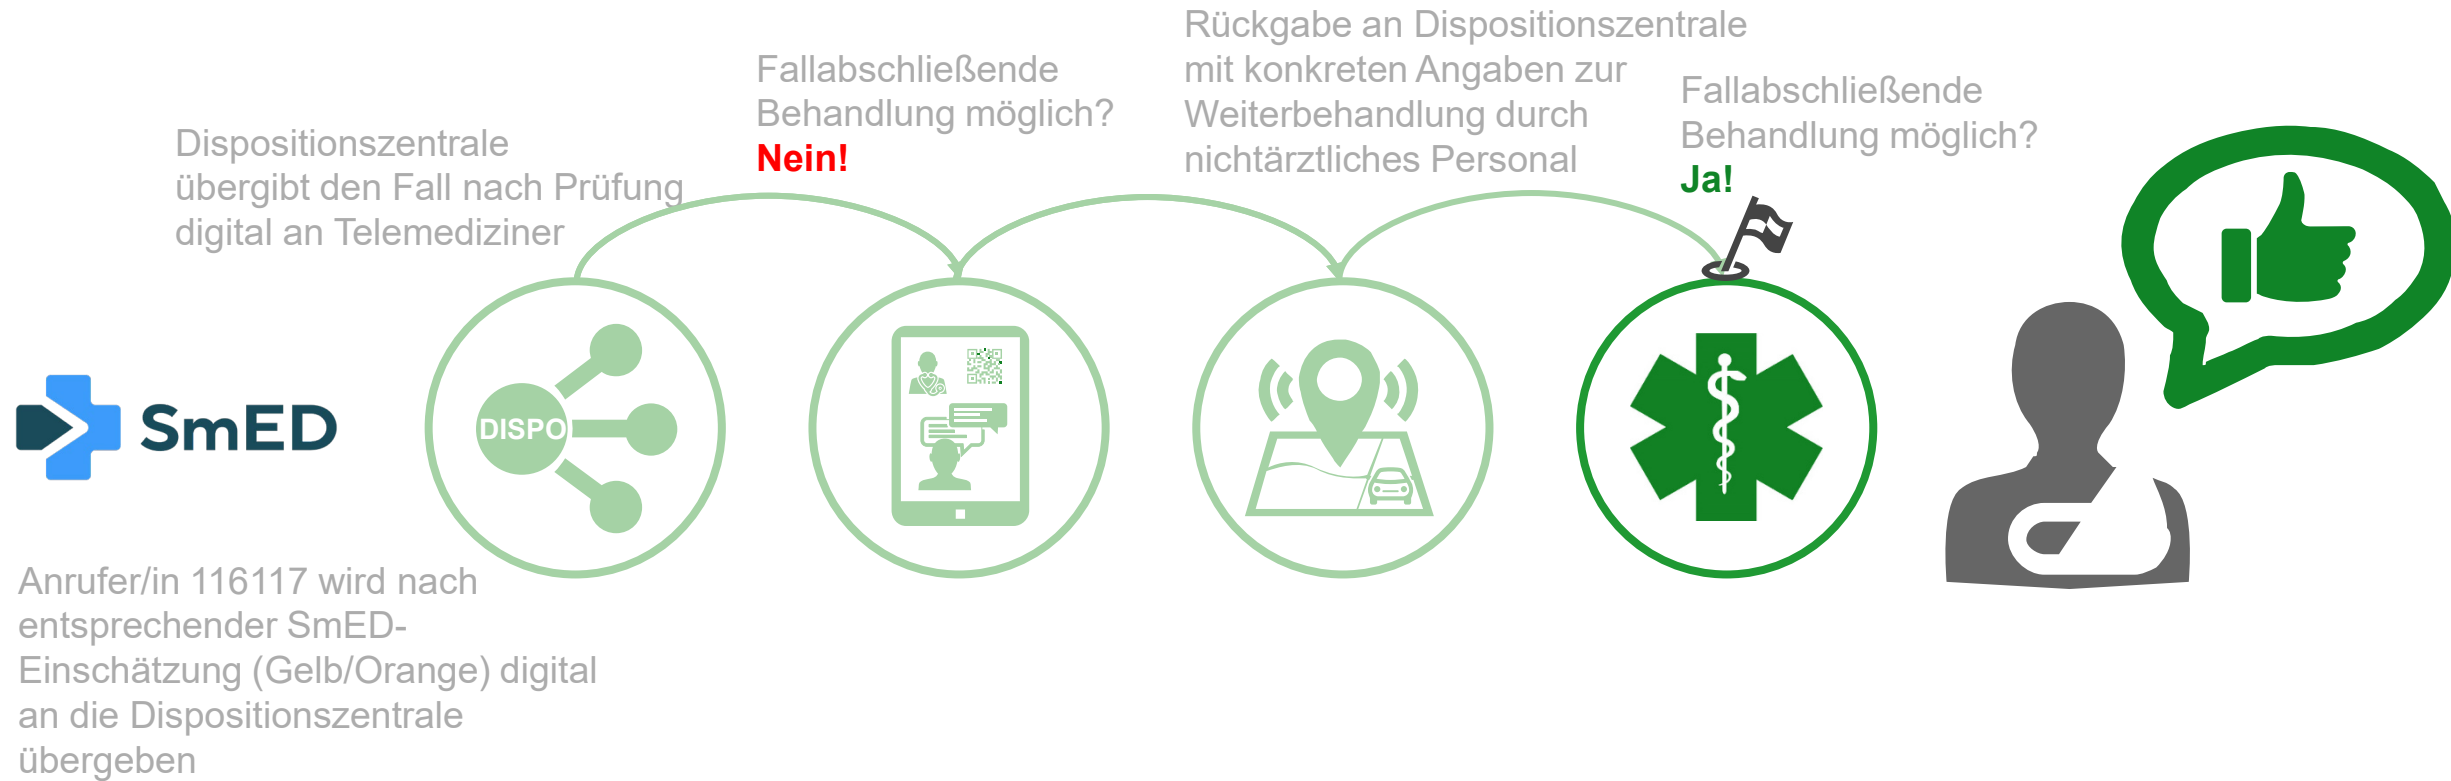 Dispositionszentrale
übergibt den Fall nach Prüfung
digital an Telemediziner
Fallabschließende
Behandlung möglich?
Nein!
Rückgabe an Dispositionszentrale
mit konkreten Angaben zur
Weiterbehandlung durch
nichtärztliches Personal
Fallabschließende
Behandlung möglich?
Ja!
SmED
DISPO
Anrufer/in 116117 wird nach
entsprechender SmED-
Einschätzung (Gelb/Orange) digital
an die Dispositionszentrale
übergeben